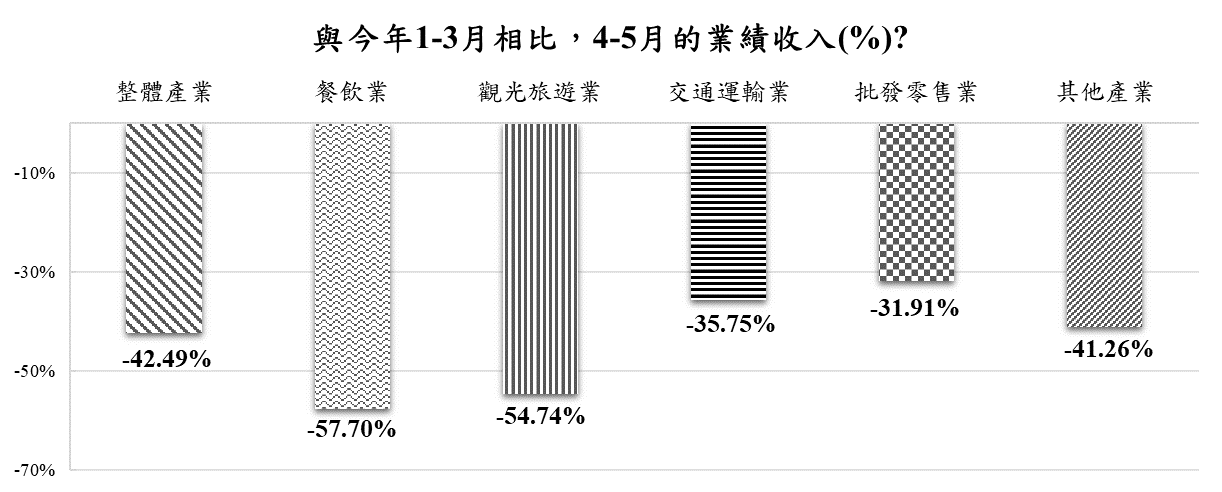 與今年1-3月相比，4-5月的業績收入(%)?
整體產業 餐飲業 觀光旅遊業 交通運輸業 批發零售業 其他產業
-10%
-30%
-50%
-70%
-42.49% -57.70% -54.74% -35.75% -31.91% -41.26%